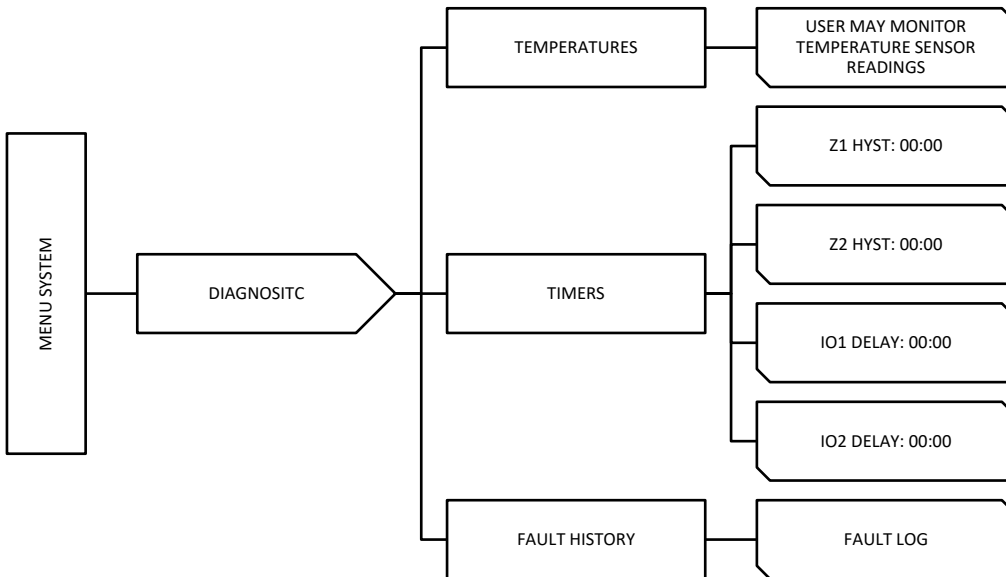 MENU SYSTEM
DIAGNOSITC
TEMPERATURES
USER MAY MONITOR
TEMPERATURE SENSOR
READINGS
TIMERS
Z1 HYST: 00:00
Z2 HYST: 00:00
IO1 DELAY: 00:00
IO2 DELAY: 00:00
FAULT HISTORY
FAULT LOG